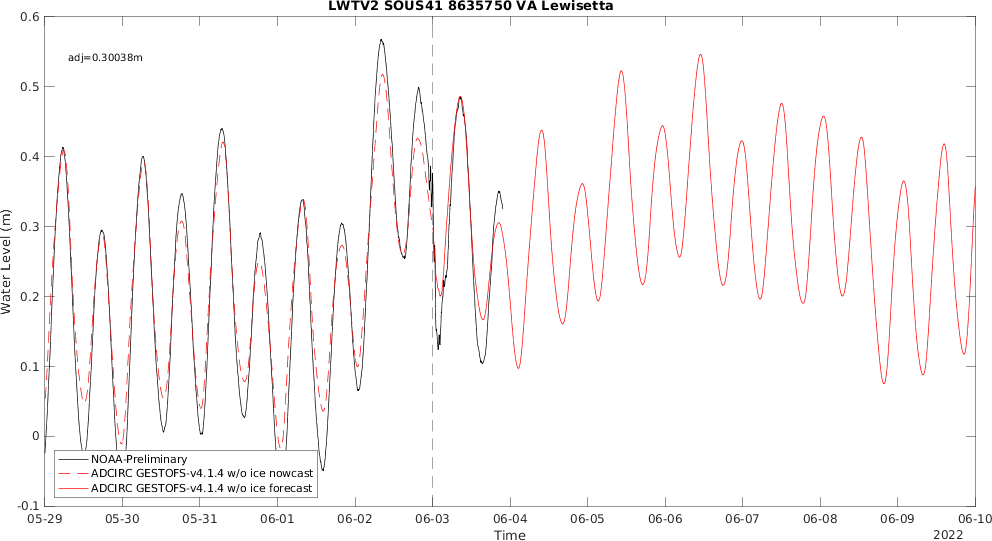 LWTV2 SOUS41 8635750 VA Lewisetta
adj=0.30038m
Water Level (m)
0.6
0.5
0.4
0.3
0.2
0.1
0
-0.1
NOAA-Preliminary
ADCIRC GESTOFS-v4.1.4 w/o ice nowcast
ADCIRC GESTOFS-v4.1.4 w/o ice forecast
05-29 05-30 05-31 06-01 06-02 06-03 06-04 06-05 06-06 06-07 06-08 06-09 06-10
Time
2022